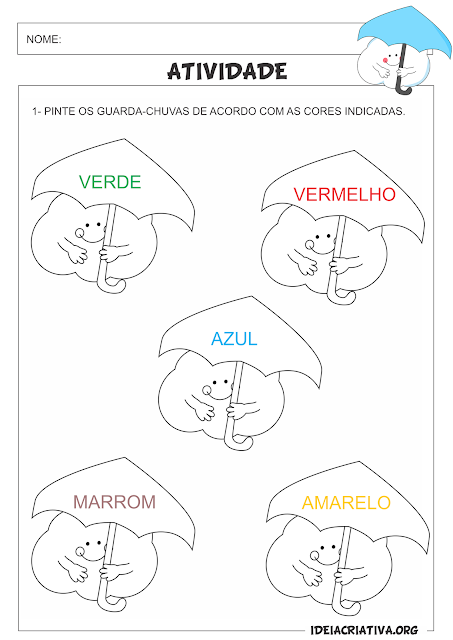 NOME:
ATIVIDADE
1- PINTE OS GUARDA-CHUVAS DE ACORDO COM AS CORES INDICADAS.
VERDE
VERMELHO
AZUL
MARROM
AMARELO
IDEIACRIATIVA.ORG